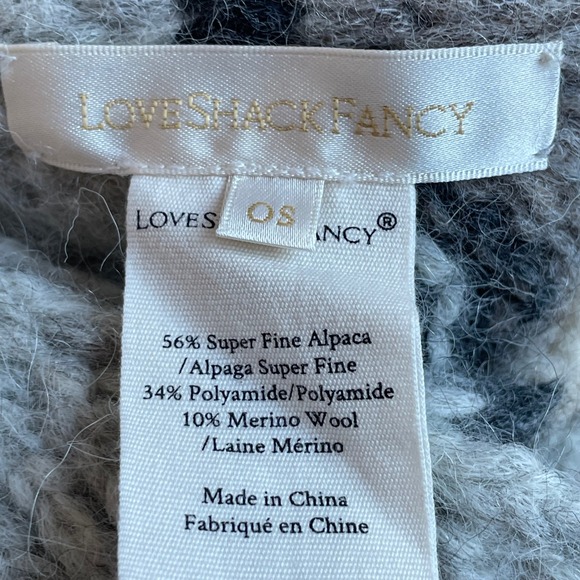 LOVESHACKFANCY
OS
LOVES ANCY®
56% Super Fine Alpaca
/Alpaga Super Fine
34% Polyamide/Polyamide
10% Merino Wool
/Laine Mérino
Made in China
Fabriqué en Chine